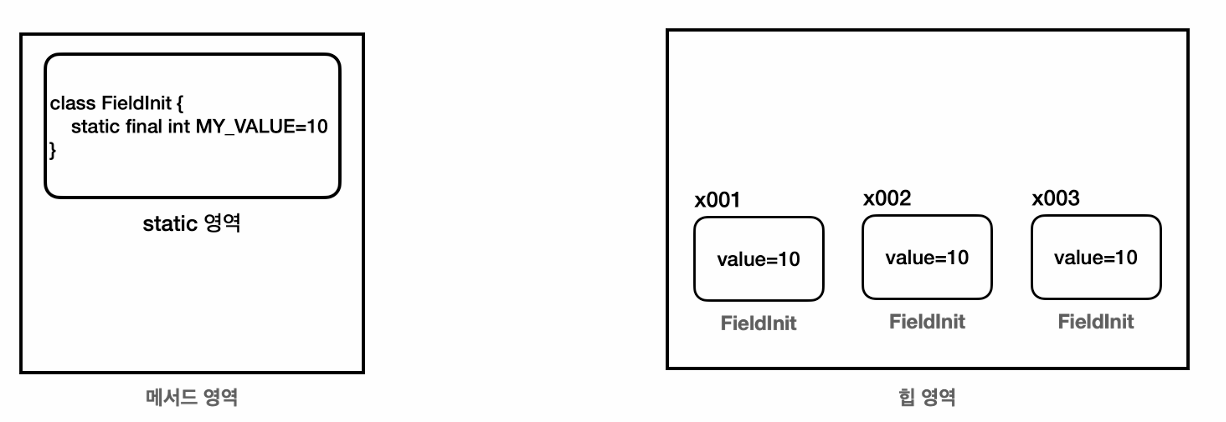 class FieldInit {
static final int MY_VALUE=10
}
static 영역
메서드 영역
x001
x002
x003
value=10
value=10
value=10
FieldInit
FieldInit
FieldInit
힙 영역